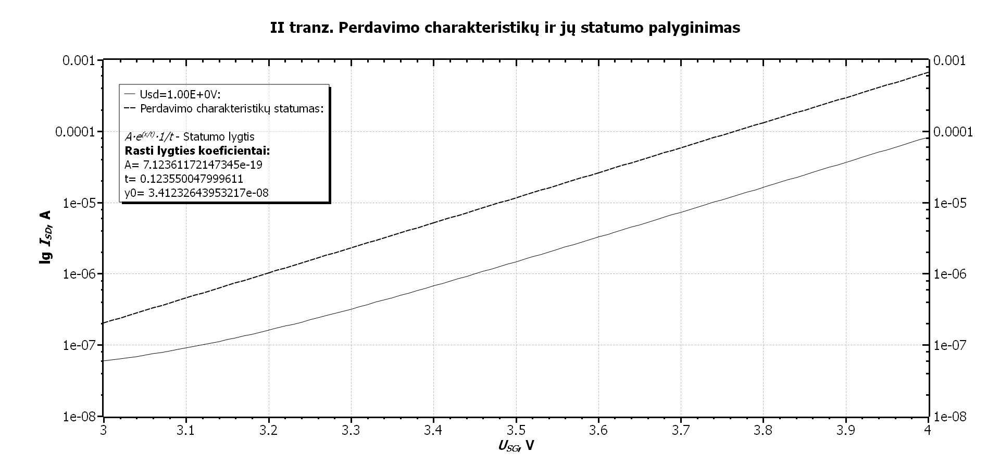 II tranz. Perdavimo charakteristikų ir jų statumo palyginimas
0.001
0.001
Usd=1.00E+0V:
Perdavimo charakteristikų statumas:
0.0001
0.0001
A·e^(x/t)·1/t - Statumo lygtis
Rasti lygties koeficientai:
A= 7.12361172147345e-19
t= 0.123550047999611
y0= 3.41232643953217e-08
1e-05
1e-05
lg I_SD, A
1e-06
1e-06
1e-07
1e-07
1e-08
1e-08
3 3.1 3.2 3.3 3.4 3.5 3.6 3.7 3.8 3.9 4
U_SG, V